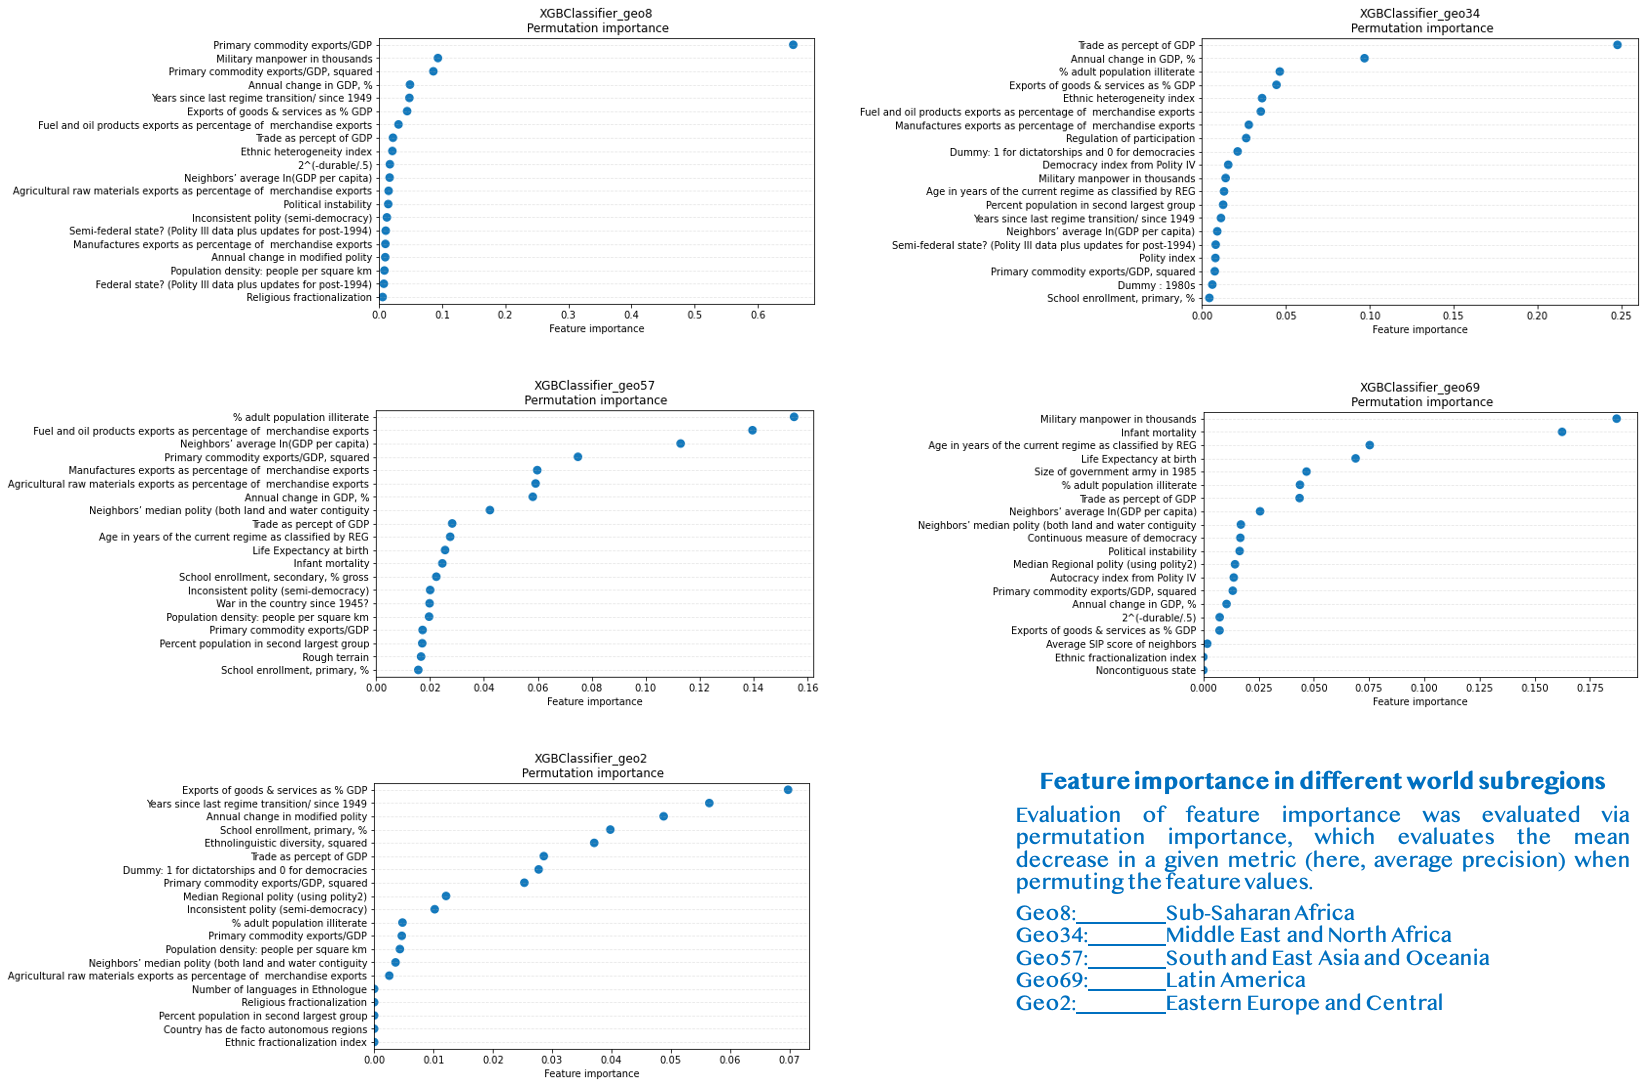 XGBClassifier_geo8
Permutation importance
Primary commodity exports/GDP
Military manpower in thousands
Primary commodity exports/GDP, squared
Annual change in GDP, %
Years since last regime transition/ since 1949
Exports of goods & services as % GDP
Fuel and oil products exports as percentage of  merchandise exports
Trade as percept of GDP
Ethnic heterogeneity index
2^(-durable/.5)
Neighbors' average ln(GDP per capita)
Agricultural raw materials exports as percentage of  merchandise exports
Political instability
Inconsistent polity (semi-democracy)
Semi-federal state? (Polity III data plus updates for post-1994)
Manufactures exports as percentage of  merchandise exports
Annual change in modified polity
Population density: people per square km
Federal state? (Polity III data plus updates for post-1994)
Religious fractionalization
0.0 0.1 0.2 0.3 0.4 0.5 0.6
Feature importance
XGBClassifier_geo34
Permutation importance
Trade as percept of GDP
Annual change in GDP, %
% adult population illiterate
Exports of goods & services as % GDP
Ethnic heterogeneity index
Fuel and oil products exports as percentage of  merchandise exports
Manufactures exports as percentage of  merchandise exports
Regulation of participation
Dummy: 1 for dictatorships and 0 for democracies
Democracy index from Polity IV
Military manpower in thousands
Age in years of the current regime as classified by REG
Percent population in second largest group
Years since last regime transition/ since 1949
Neighbors' average ln(GDP per capita)
Semi-federal state? (Polity III data plus updates for post-1994)
Polity index
Primary commodity exports/GDP, squared
Dummy : 1980s
School enrollment, primary, %
0.00 0.05 0.10 0.15 0.20 0.25
Feature importance
XGBClassifier_geo57
Permutation importance
% adult population illiterate
Fuel and oil products exports as percentage of  merchandise exports
Neighbors' average ln(GDP per capita)
Primary commodity exports/GDP, squared
Manufactures exports as percentage of  merchandise exports
Agricultural raw materials exports as percentage of  merchandise exports
Annual change in GDP, %
Neighbors' median polity (both land and water contiguity
Trade as percept of GDP
Age in years of the current regime as classified by REG
Life Expectancy at birth
Infant mortality
School enrollment, secondary, % gross
Inconsistent polity (semi-democracy)
War in the country since 1945?
Population density: people per square km
Primary commodity exports/GDP
Percent population in second largest group
Rough terrain
School enrollment, primary, %
0.00 0.02 0.04 0.06 0.08 0.10 0.12 0.14 0.16
Feature importance
XGBClassifier_geo69
Permutation importance
Military manpower in thousands
Infant mortality
Age in years of the current regime as classified by REG
Life Expectancy at birth
Size of government army in 1985
% adult population illiterate
Trade as percept of GDP
Neighbors' average ln(GDP per capita)
Neighbors' median polity (both land and water contiguity
Continuous measure of democracy
Political instability
Median Regional polity (using polity2)
Autocracy index from Polity IV
Primary commodity exports/GDP, squared
Annual change in GDP, %
2^(-durable/.5)
Exports of goods & services as % GDP
Average SIP score of neighbors
Ethnic fractionalization index
Noncontiguous state
0.000 0.025 0.050 0.075 0.100 0.125 0.150 0.175
Feature importance
XGBClassifier_geo2
Permutation importance
Exports of goods & services as % GDP
Years since last regime transition/ since 1949
Annual change in modified polity
School enrollment, primary, %
Ethnolinguistic diversity, squared
Trade as percept of GDP
Dummy: 1 for dictatorships and 0 for democracies
Primary commodity exports/GDP, squared
Median Regional polity (using polity2)
Inconsistent polity (semi-democracy)
% adult population illiterate
Primary commodity exports/GDP
Population density: people per square km
Neighbors' median polity (both land and water contiguity
Agricultural raw materials exports as percentage of  merchandise exports
Number of languages in Ethnologue
Religious fractionalization
Percent population in second largest group
Country has de facto autonomous regions
Ethnic fractionalization index
0.00 0.01 0.02 0.03 0.04 0.05 0.06 0.07
Feature importance
Feature importance in different world subregions
Evaluation of feature importance was evaluated via
permutation importance, which evaluates the mean
decrease in a given metric (here, average precision) when
permuting the feature values.
Geo8:________Sub-Saharan Africa
Geo34:_______Middle East and North Africa
Geo57:_______South and East Asia and Oceania
Geo69:_______Latin America
Geo2:________Eastern Europe and Central